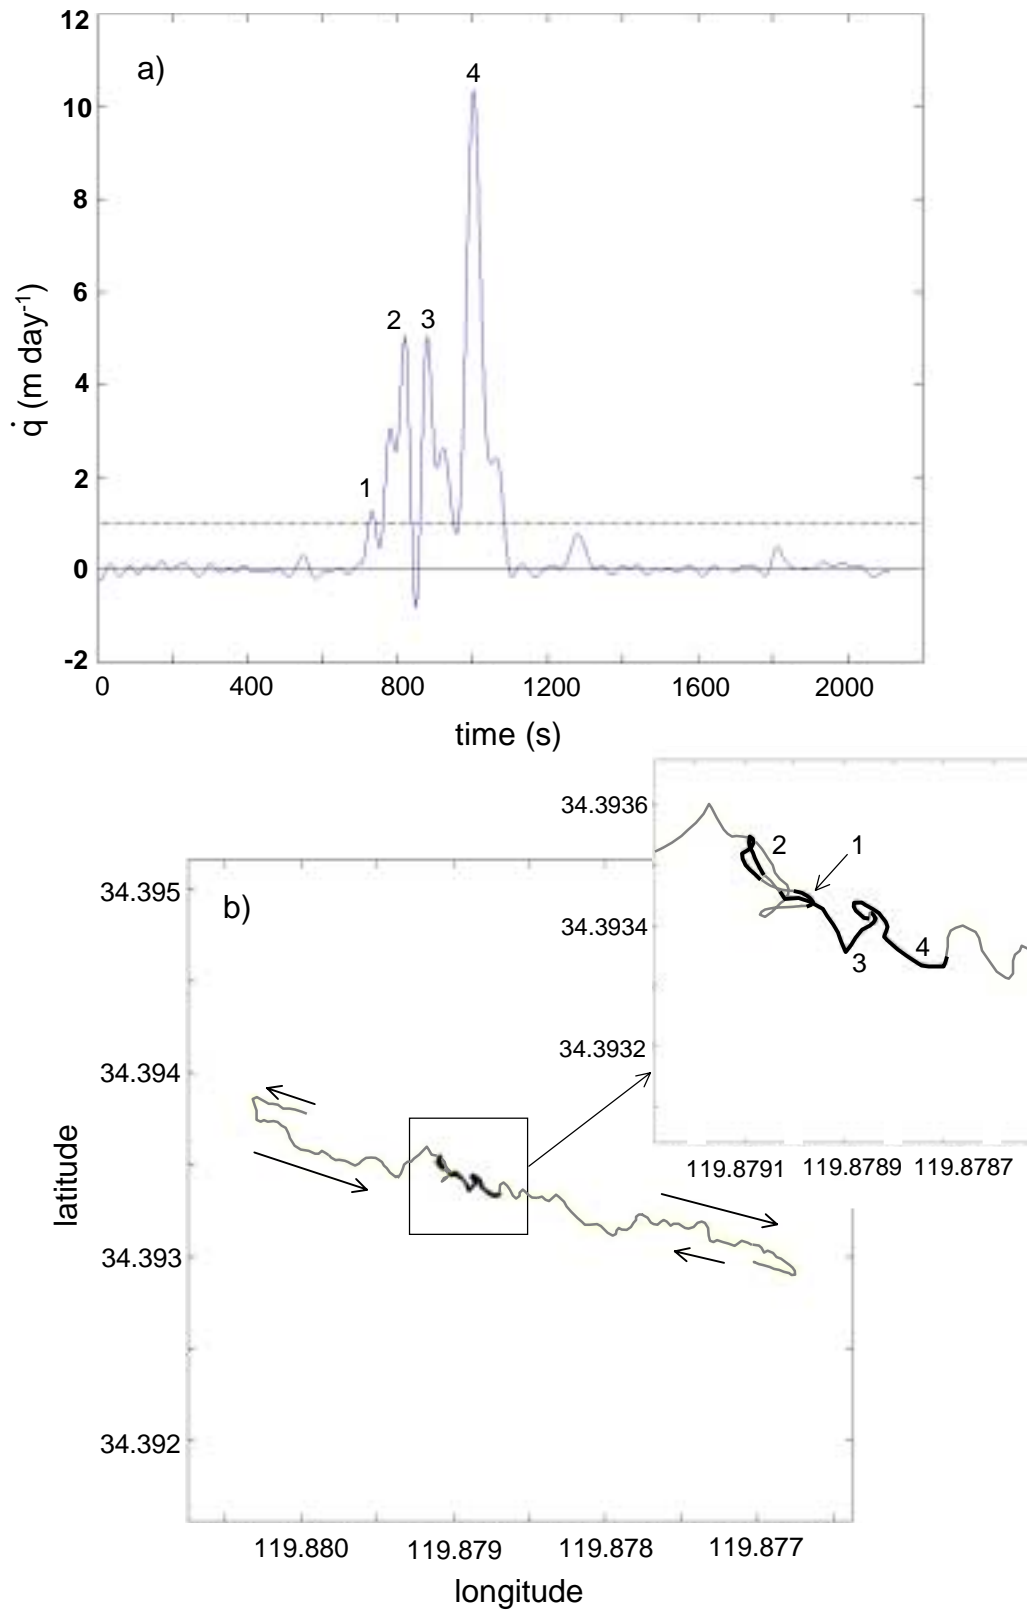 12
a)
4
10
8
6
2 3
4
2
1
0
-2
q̇ (m day-1)
0 400 800 1200 1600 2000
time (s)
34.3936
2
1
34.3934
3
4
34.3932
119.8791 119.8789 119.8787
34.395
b)
34.394
34.393
34.392
latitude
119.880 119.879 119.878 119.877
longitude